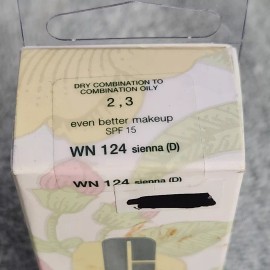 DRY COMBINATION TO
COMBINATION OILY
2,3
even better makeup
SPF 15
WN 124 sienna (D)
WN 124 sienna (D)